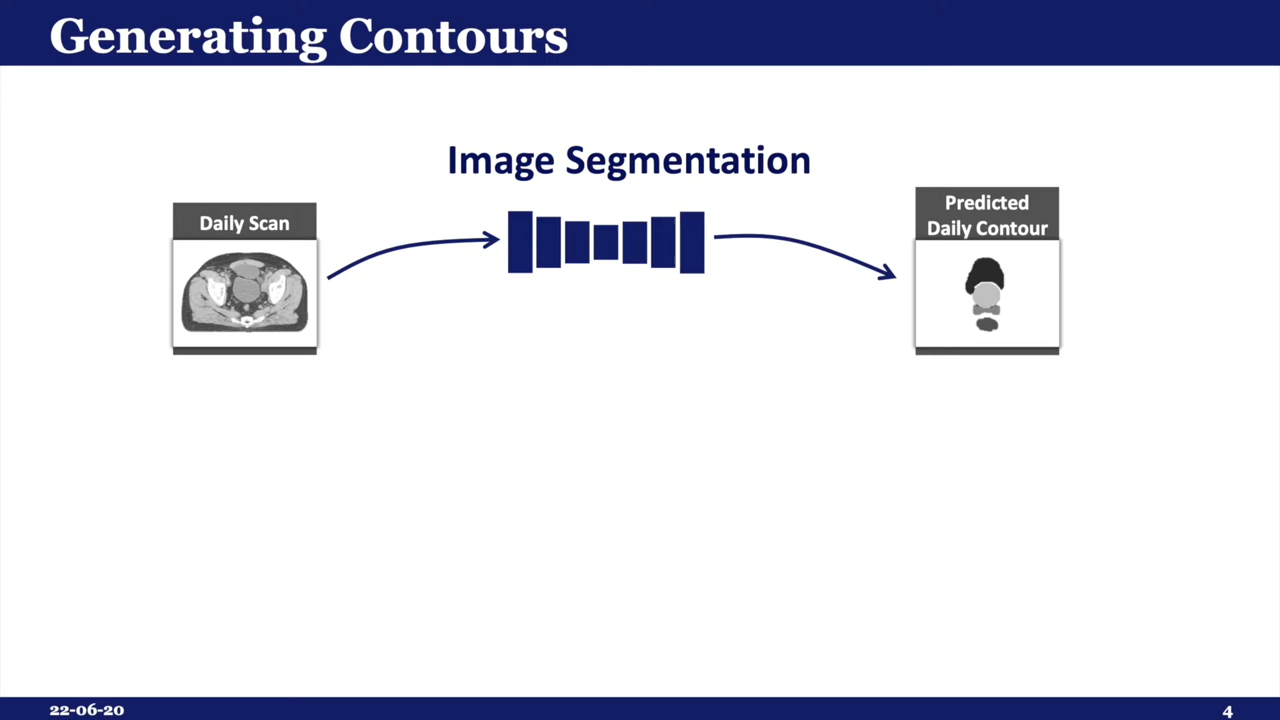 Generating Contours
Image Segmentation
Daily Scan
Predicted
Daily Contour
22-06-20
4